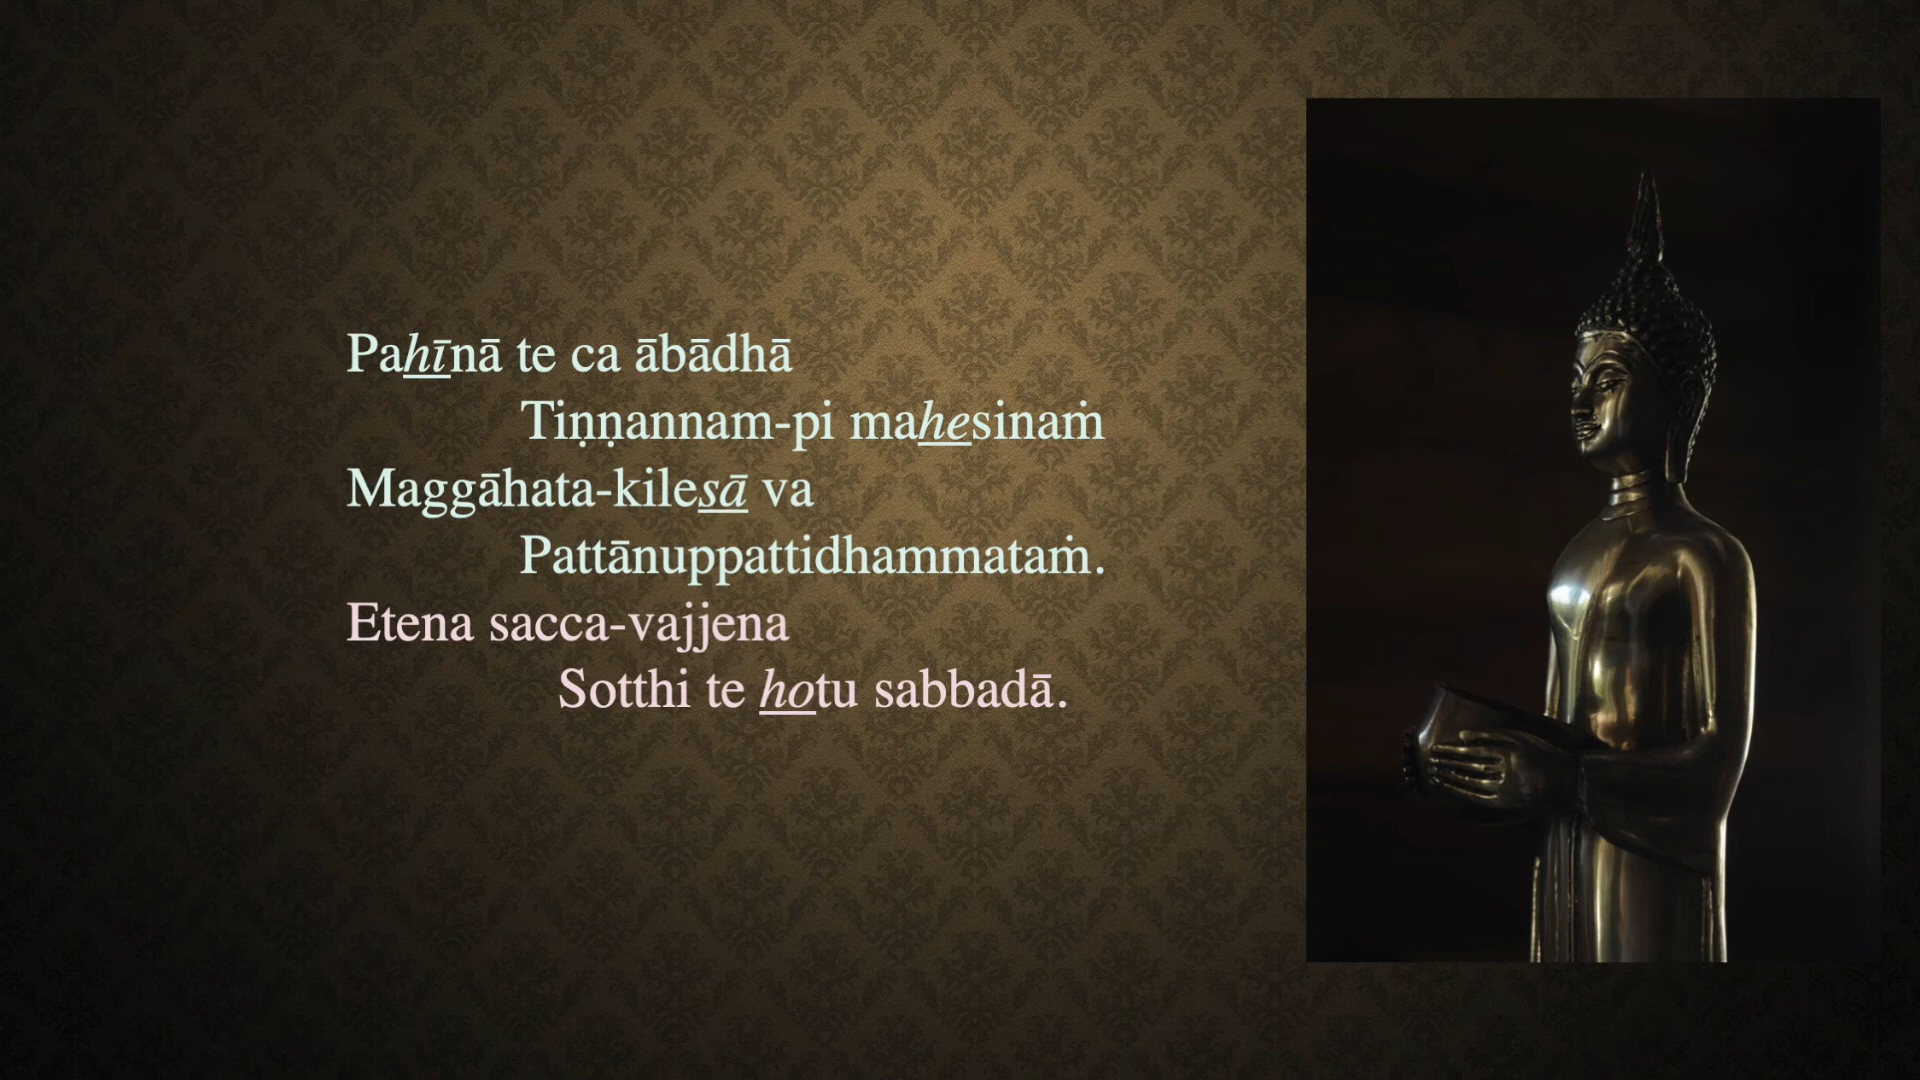 Pahīnā te ca ābādhā
Tiṇṇannam-pi mahesinaṁ
Maggāhata-kilesā va
Pattānuppattidhammataṁ.
Etena sacca-vajjena
Sotthi te hotu sabbadā.